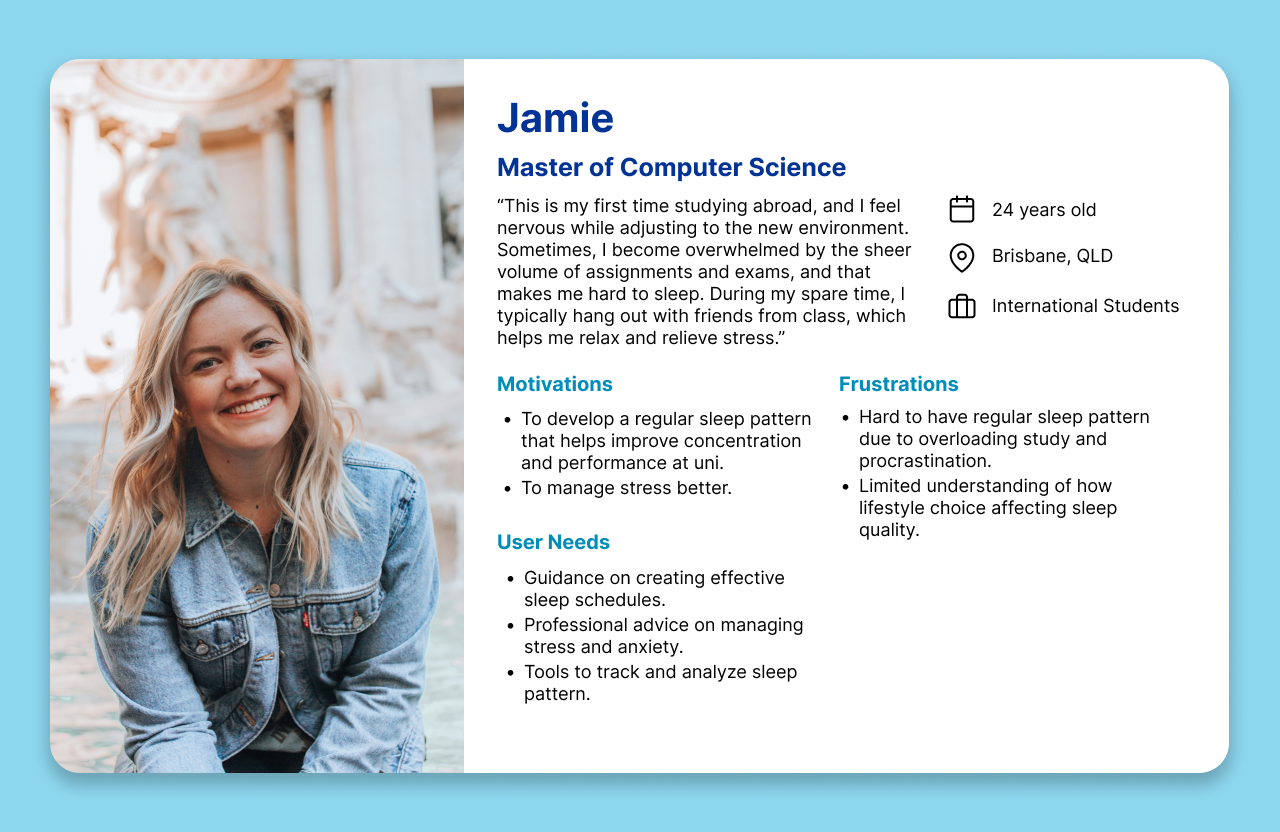 Jamie
Master of Computer Science
“This is my first time studying abroad, and I feel
nervous while adjusting to the new environment.
Sometimes, I become overwhelmed by the sheer
volume of assignments and exams, and that
makes me hard to sleep. During my spare time, I
typically hang out with friends from class, which
helps me relax and relieve stress.”
24 years old
Brisbane, QLD
International Students
Motivations
• To develop a regular sleep pattern
that helps improve concentration
and performance at uni.
• To manage stress better.
Frustrations
• Hard to have regular sleep pattern
due to overloading study and
procrastination.
• Limited understanding of how
lifestyle choice affecting sleep
quality.
User Needs
• Guidance on creating effective
sleep schedules.
• Professional advice on managing
stress and anxiety.
• Tools to track and analyze sleep
pattern.